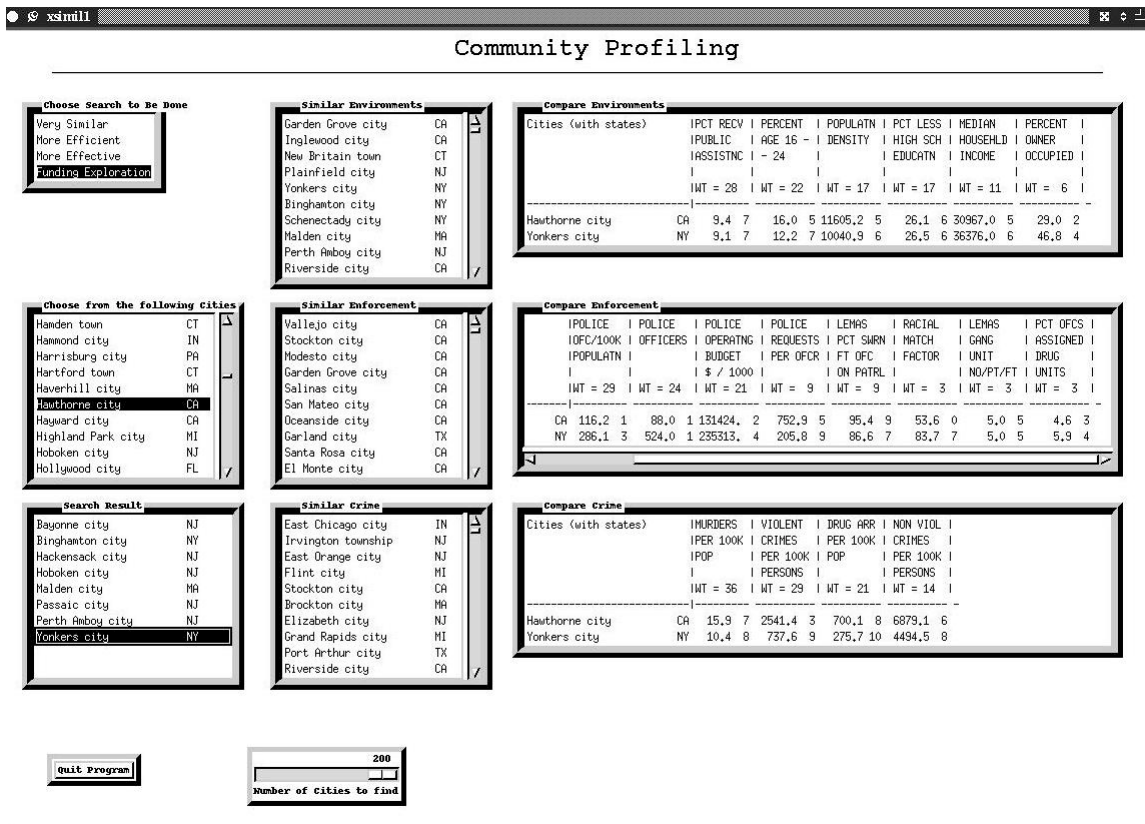 xsimil1
Community Profiling
Choose Search to Be Done
Very Similar
More Efficient
More Effective
Funding Exploration
Similar Environments
Garden Grove city CA
Inglewood city CA
New Britain town CT
Plainfield city NJ
Yonkers city NY
Binghamton city NY
Schenectady city NY
Malden city MA
Perth Amboy city NJ
Riverside city CA
Compare Environments
Cities (with states) |PCT RECV | PERCENT | POPULATN | PCT LESS | MEDIAN | PERCENT |
|PUBLIC | AGE 16 - | DENSITY | HIGH SCH | HOUSEHLD | OWNER |
|ASSISTNC | - 24 | | EDUCATN | INCOME | OCCUPIED |
|WT = 28 | WT = 22 | WT = 17 | WT = 17 | WT = 11 | WT = 6 |
Hawthorne city CA 9.4 7 16.0 5 11605.2 5 26.1 6 30967.0 5 29.0 2
Yonkers city NY 9.1 7 12.2 7 10040.9 6 26.5 6 36376.0 6 46.8 4
Choose from the following Cities
Hamden town CT
Hammond city IN
Harrisburg city PA
Hartford town CT
Haverhill city MA
Hawthorne city CA
Hayward city CA
Highland Park city MI
Hoboken city NJ
Hollywood city FL
Similar Enforcement
Vallejo city CA
Stockton city CA
Modesto city CA
Garden Grove city CA
Salinas city CA
San Mateo city CA
Oceanside city CA
Garland city TX
Santa Rosa city CA
El Monte city CA
Compare Enforcement
|POLICE | POLICE | POLICE | POLICE | LEMAS | RACIAL | LEMAS | PCT OFCS |
|OFC/100K | OFFICERS | OPERATNG | REQUESTS | PCT SWRN | MATCH | GANG | ASSIGNED |
|POPULATN | | BUDGET | PER OFCR | FT OFC | FACTOR | UNIT | DRUG |
| | | $ / 1000 | | ON PATRL | | NO/PT/FT | UNITS |
|WT = 29 | WT = 24 | WT = 21 | WT = 9 | WT = 9 | WT = 3 | WT = 3 | WT = 3 |
CA 116.2 1 88.0 1 131424. 2 752.9 5 95.4 9 53.6 0 5.0 5 4.6 3
NY 286.1 3 524.0 1 235313. 4 205.8 9 86.6 7 83.7 7 5.0 5 5.9 4
Search Result
Bayonne city NJ
Binghamton city NY
Hackensack city NJ
Hoboken city NJ
Malden city MA
Passaic city NJ
Perth Amboy city NJ
Yonkers city NY
Similar Crime
East Chicago city IN
Irvington township NJ
East Orange city NJ
Flint city MI
Stockton city CA
Brockton city MA
Elizabeth city NJ
Grand Rapids city MI
Port Arthur city TX
Riverside city CA
Compare Crime
Cities (with states) |MURDERS | VIOLENT | DRUG ARR | NON VIOL |
|PER 100K | CRIMES | PER 100K | CRIMES |
|POP | PER 100K | POP | PER 100K |
| | PERSONS | | PERSONS |
|WT = 36 | WT = 29 | WT = 21 | WT = 14 |
Hawthorne city CA 15.9 7 2541.4 3 700.1 8 6879.1 6
Yonkers city NY 10.4 8 737.6 9 275.7 10 4494.5 8
Quit Program
200
Number of Cities to find